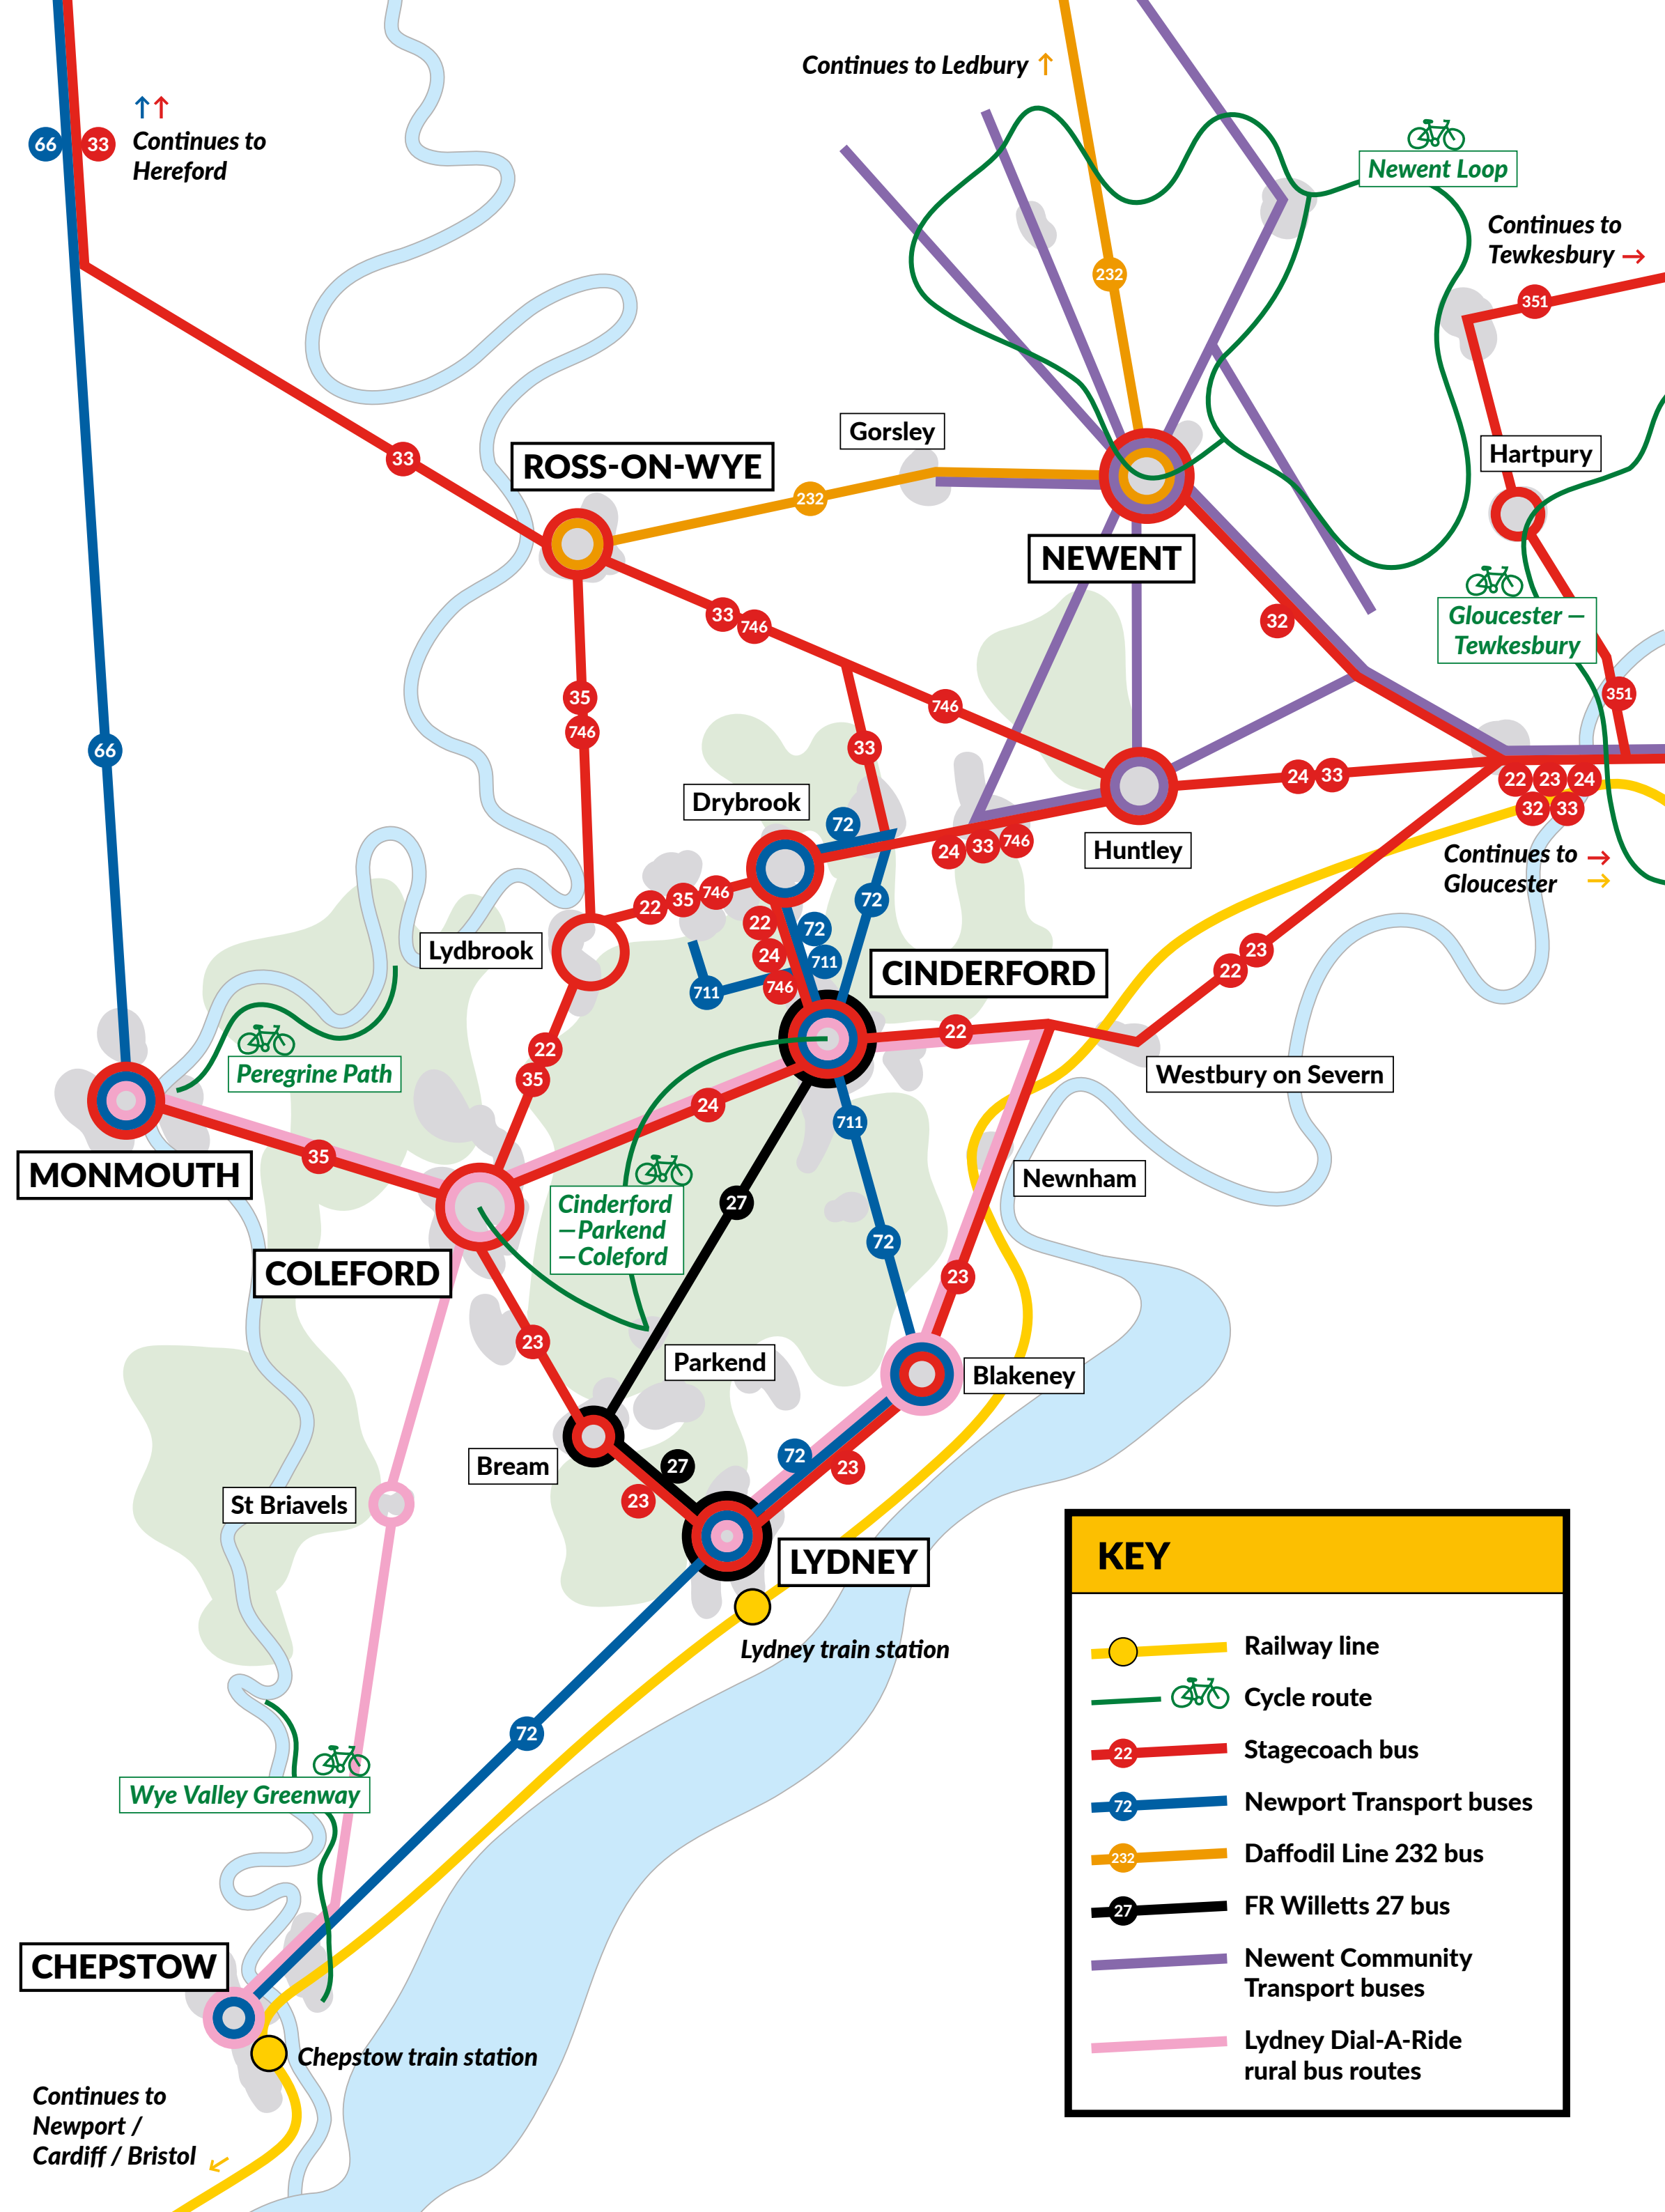 Continues to Ledbury ↑
↑↑
Continues to
Hereford
66
33
Newent Loop
Continues to
Tewkesbury →
232
351
Gorsley
33
ROSS-ON-WYE
232
Hartpury
NEWENT
Gloucester —
Tewkesbury
33
746
32
35
746
746
351
66
33
24
33
22
23
24
32
33
Drybrook
72
24
33
746
Huntley
Continues to →
Gloucester →
22
35
746
72
22
72
Lydbrook
24
711
711
746
CINDERFORD
23
22
22
Peregrine Path
22
35
Westbury on Severn
24
711
MONMOUTH
35
Newnham
Cinderford
—Parkend
—Coleford
27
72
COLEFORD
23
23
Parkend
Blakeney
Bream
27
72
23
23
St Briavels
LYDNEY
Lydney train station
72
Wye Valley Greenway
CHEPSTOW
Chepstow train station
Continues to
Newport /
Cardiff / Bristol ↙
KEY
Railway line
Cycle route
22
Stagecoach bus
72
Newport Transport buses
232
Daffodil Line 232 bus
27
FR Willetts 27 bus
Newent Community
Transport buses
Lydney Dial-A-Ride
rural bus routes